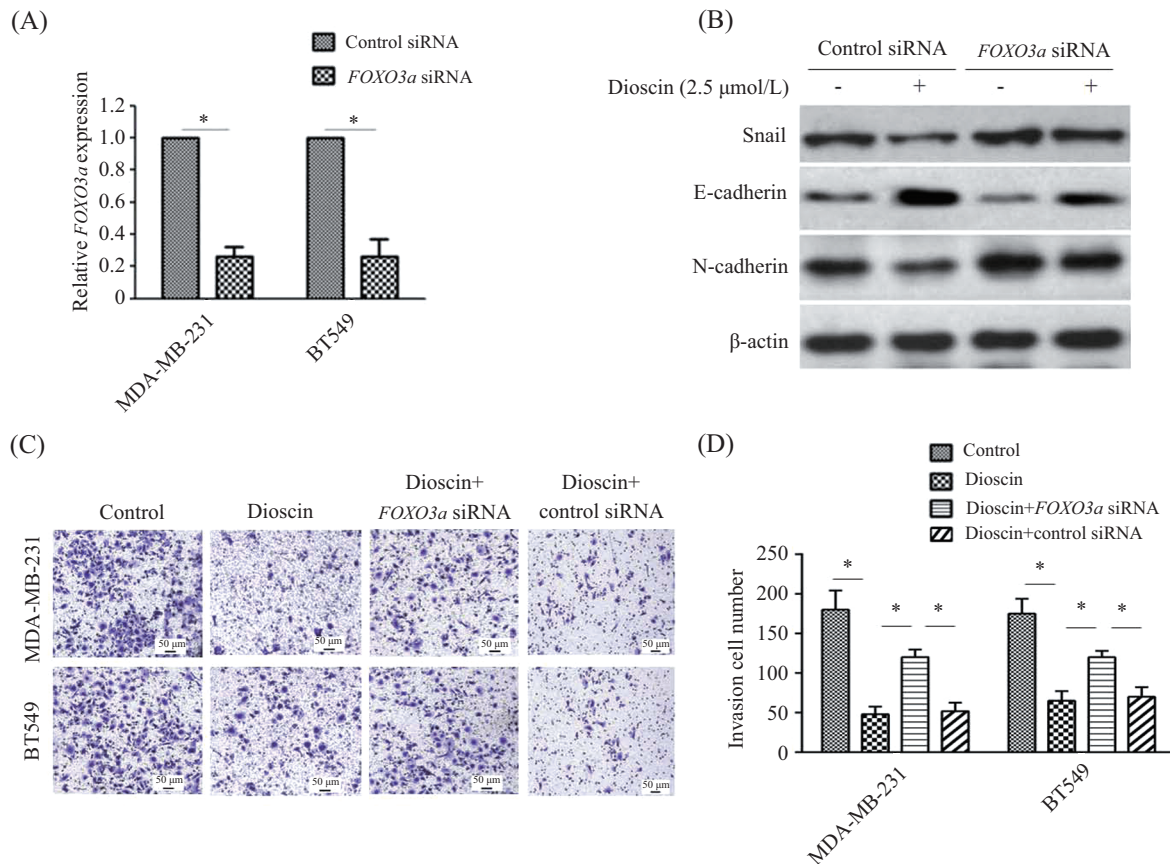 (A)
Control siRNA
FOXO3a siRNA
Relative FOXO3a expression
1.2
1.0
0.8
0.6
0.4
0.2
0
*
*
MDA-MB-231
BT549
(B)
Control siRNA FOXO3a siRNA
Dioscin (2.5 μmol/L) - + - +
Snail
E-cadherin
N-cadherin
β-actin
(C)
Control Dioscin Dioscin+ FOXO3a siRNA Dioscin+ control siRNA
MDA-MB-231
50 μm 50 μm 50 μm 50 μm
BT549
50 μm 50 μm 50 μm 50 μm
(D)
Control
Dioscin
Dioscin+FOXO3a siRNA
Dioscin+control siRNA
Invasion cell number
250
200
150
100
50
0
* * *
* * *
MDA-MB-231
BT549